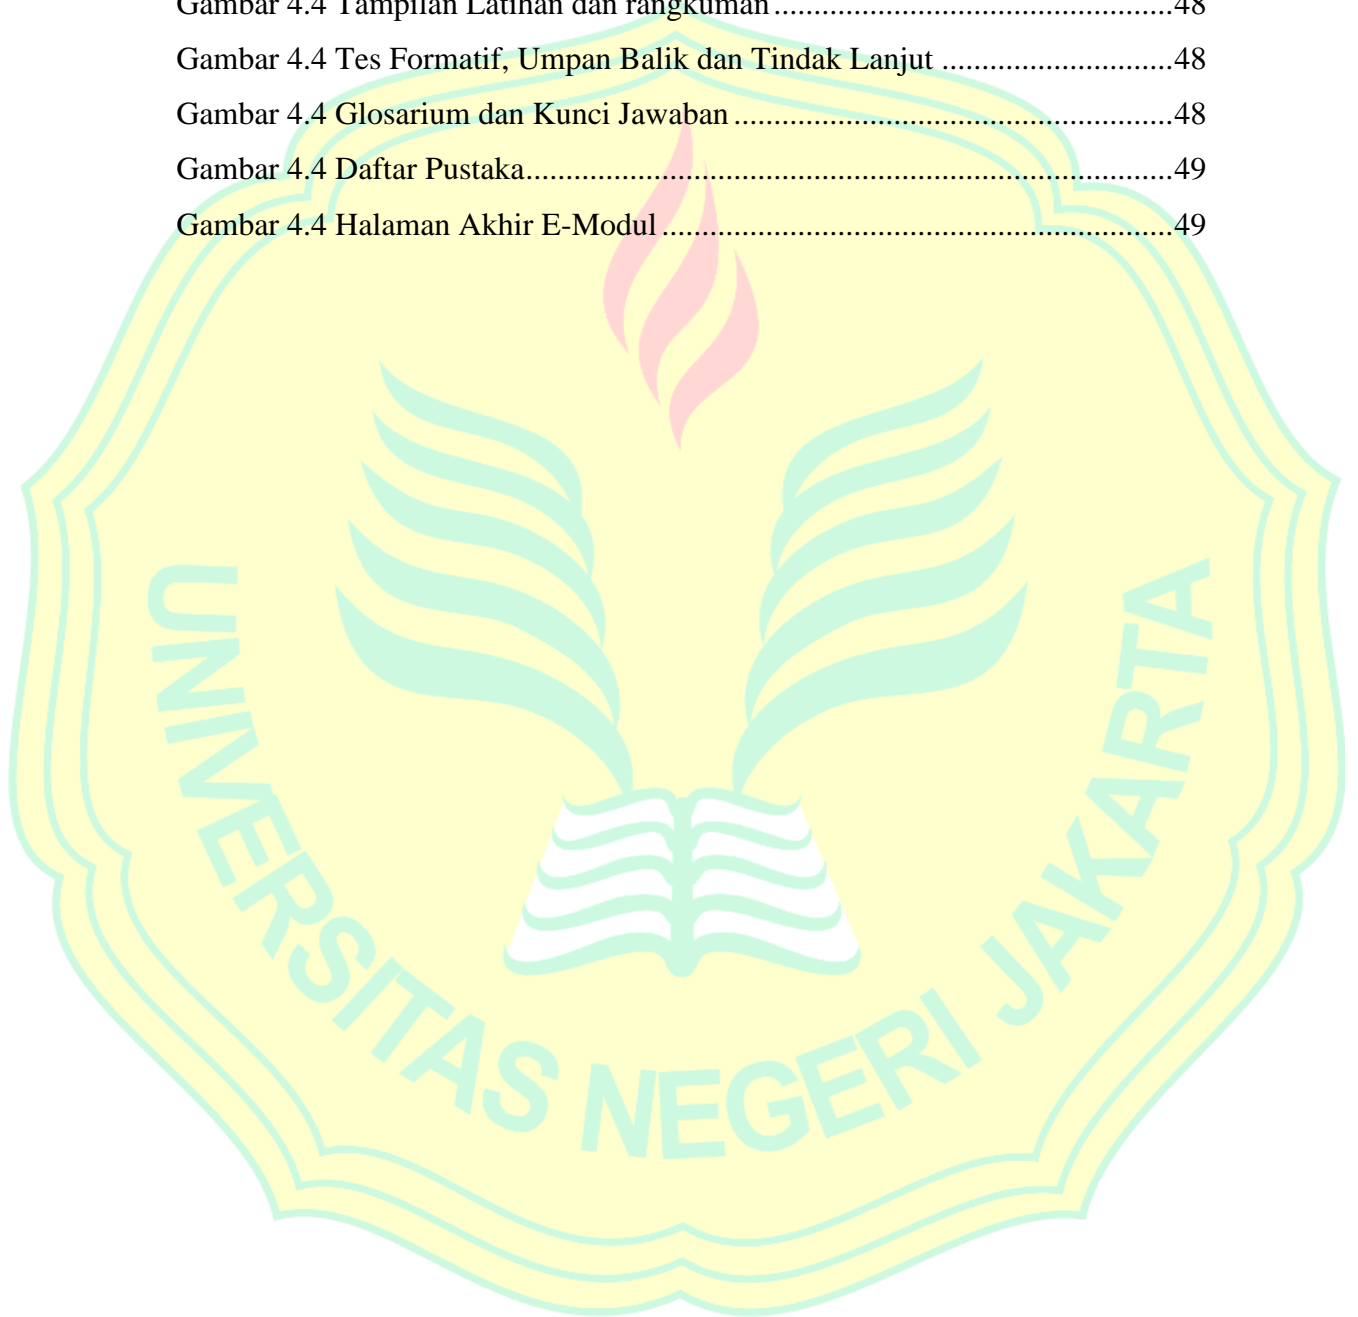 Gambar 4.4 Tampilan Latihan dan rangkuman..................................................48
Gambar 4.4 Tes Formatif, Umpan Balik dan Tindak Lanjut .............................48
Gambar 4.4 Glosarium dan Kunci Jawaban.......................................................48
Gambar 4.4 Daftar Pustaka.................................................................................49
Gambar 4.4 Halaman Akhir E-Modul................................................................49
UNIVERSITAS NEGERI JAKARTA